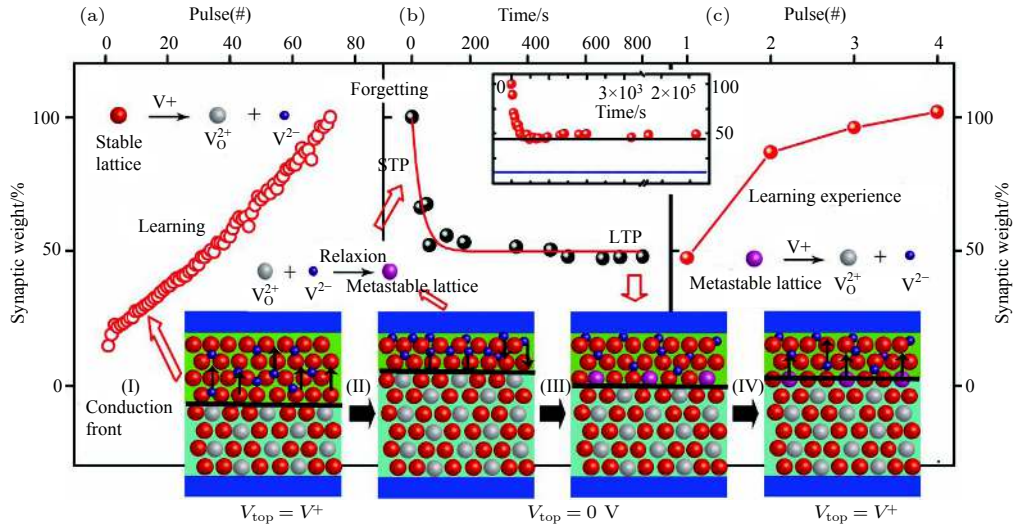 (a)
Pulse(#)
0 20 40 60 80
(b)
Time/s
0 200 400 600 800
(c)
Pulse(#)
1 2 3 4
Synaptic weight/%
100
50
0
V+
V_O^{2+} + V^{2−}
Stable
lattice
Learning
Forgetting
STP
LTP
0
3×10^3 2×10^5
Time/s
100
50
Relaxion
V_O^{2+} + V^{2−}
Metastable lattice
Learning experience
V+
Metastable lattice V_O^{2+} + V^{2−}
100
50
0
Synaptic weight/%
(I)
Conduction
front
(II)
(III)
(IV)
V_top = V^+
V_top = 0 V
V_top = V^+